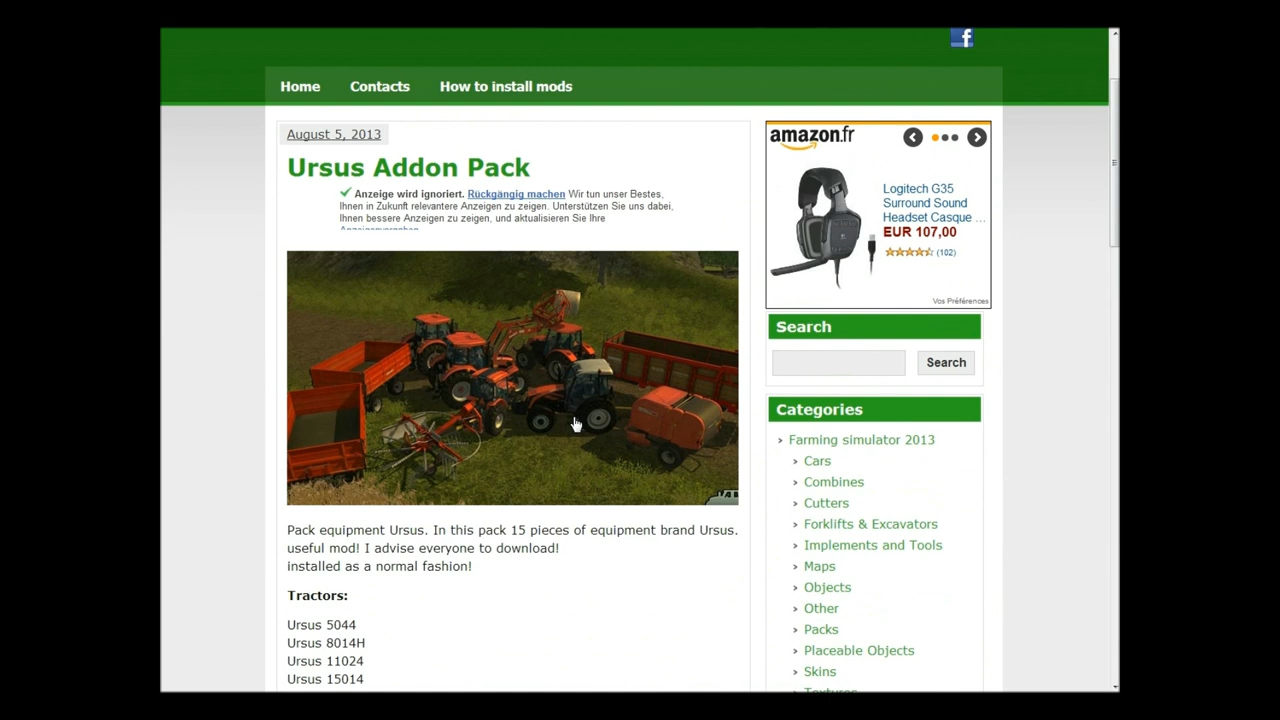 f
Home Contacts How to install mods
August 5, 2013
Ursus Addon Pack
Anzeige wird ignoriert. Rückgängig machen Wir tun unser Bestes,
Ihnen in Zukunft relevantere Anzeigen zu zeigen. Unterstützen Sie uns dabei,
Ihnen bessere Anzeigen zu zeigen, und aktualisieren Sie Ihre
Pack equipment Ursus. In this pack 15 pieces of equipment brand Ursus.
useful mod! I advise everyone to download!
installed as a normal fashion!
Tractors:
Ursus 5044
Ursus 8014H
Ursus 11024
Ursus 15014
amazon.fr
Logitech G35
Surround Sound
Headset Casque ...
EUR 107,00
(102)
Vos Préférences
Search
Search
Categories
Farming simulator 2013
Cars
Combines
Cutters
Forklifts & Excavators
Implements and Tools
Maps
Objects
Other
Packs
Placeable Objects
Skins
Textures